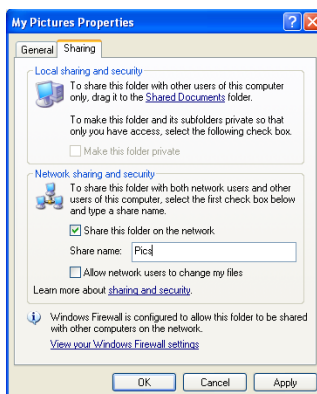 My Pictures Properties
General Sharing
Local sharing and security
To share this folder with other users of this computer
only, drag it to the Shared Documents folder.
To make this folder and its subfolders private so that
only you have access, select the following check box.
Make this folder private
Network sharing and security
To share this folder with both network users and other
users of this computer, select the first check box below
and type a share name.
Share this folder on the network
Share name: Pics
Allow network users to change my files
Learn more about sharing and security.
Windows Firewall is configured to allow this folder to be shared
with other computers on the network.
View your Windows Firewall settings
OK Cancel Apply